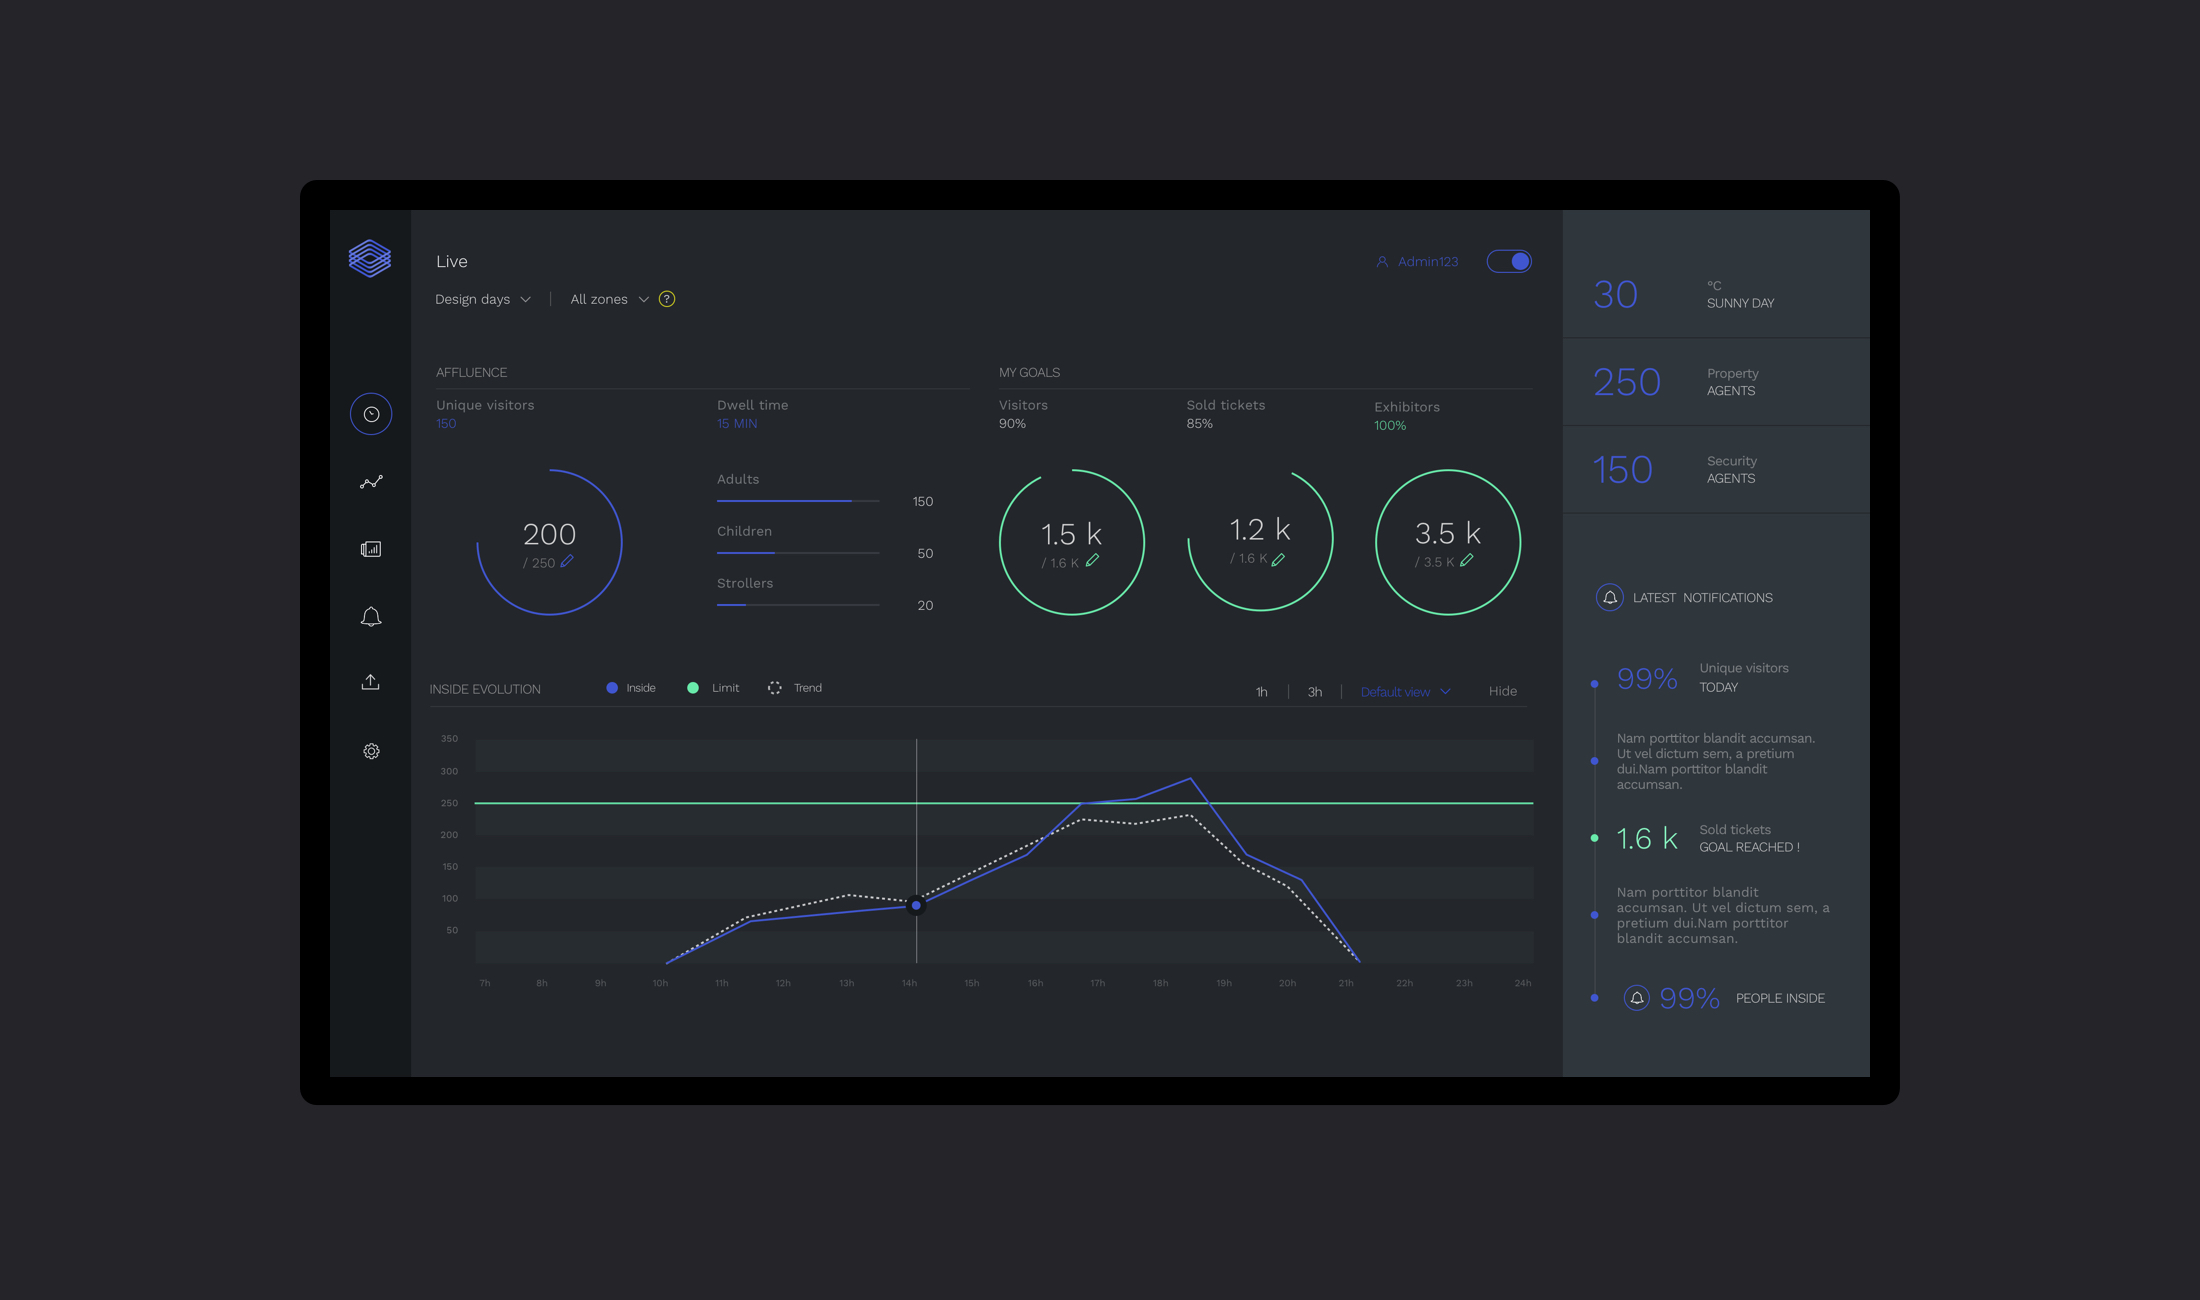 Live
Admin123
Design days
All zones
?
AFFLUENCE
Unique visitors
150
Dwell time
15 MIN
200
/ 250
Adults
150
Children
50
Strollers
20
MY GOALS
Visitors
90%
Sold tickets
85%
Exhibitors
100%
1.5 k
/ 1.6 K
1.2 k
/ 1.6 K
3.5 k
/ 3.5 K
INSIDE EVOLUTION
Inside
Limit
Trend
1h
3h
Default view
Hide
350
300
250
200
150
100
50
7h 8h 9h 10h 11h 12h 13h 14h 15h 16h 17h 18h 19h 20h 21h 22h 23h 24h
30
°C
SUNNY DAY
250
Property
AGENTS
150
Security
AGENTS
LATEST NOTIFICATIONS
99%
Unique visitors
TODAY
Nam porttitor blandit accumsan.
Ut vel dictum sem, a pretium
dui.Nam porttitor blandit
accumsan.
1.6 k
Sold tickets
GOAL REACHED !
Nam porttitor blandit
accumsan. Ut vel dictum sem, a
pretium dui.Nam porttitor
blandit accumsan.
99%
PEOPLE INSIDE